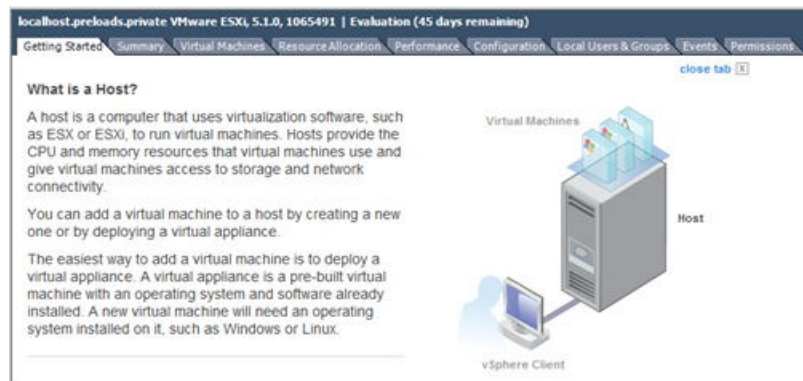 localhost.preloads.private VMware ESXi, 5.1.0, 1065491 | Evaluation (45 days remaining)
Getting Started Summary Virtual Machines Resource Allocation Performance Configuration Local Users & Groups Events Permissions
close tab
What is a Host?
A host is a computer that uses virtualization software, such
as ESX or ESXi, to run virtual machines. Hosts provide the
CPU and memory resources that virtual machines use and
give virtual machines access to storage and network
connectivity.
You can add a virtual machine to a host by creating a new
one or by deploying a virtual appliance.
The easiest way to add a virtual machine is to deploy a
virtual appliance. A virtual appliance is a pre-built virtual
machine with an operating system and software already
installed. A new virtual machine will need an operating
system installed on it, such as Windows or Linux.
Virtual Machines
Host
vSphere Client